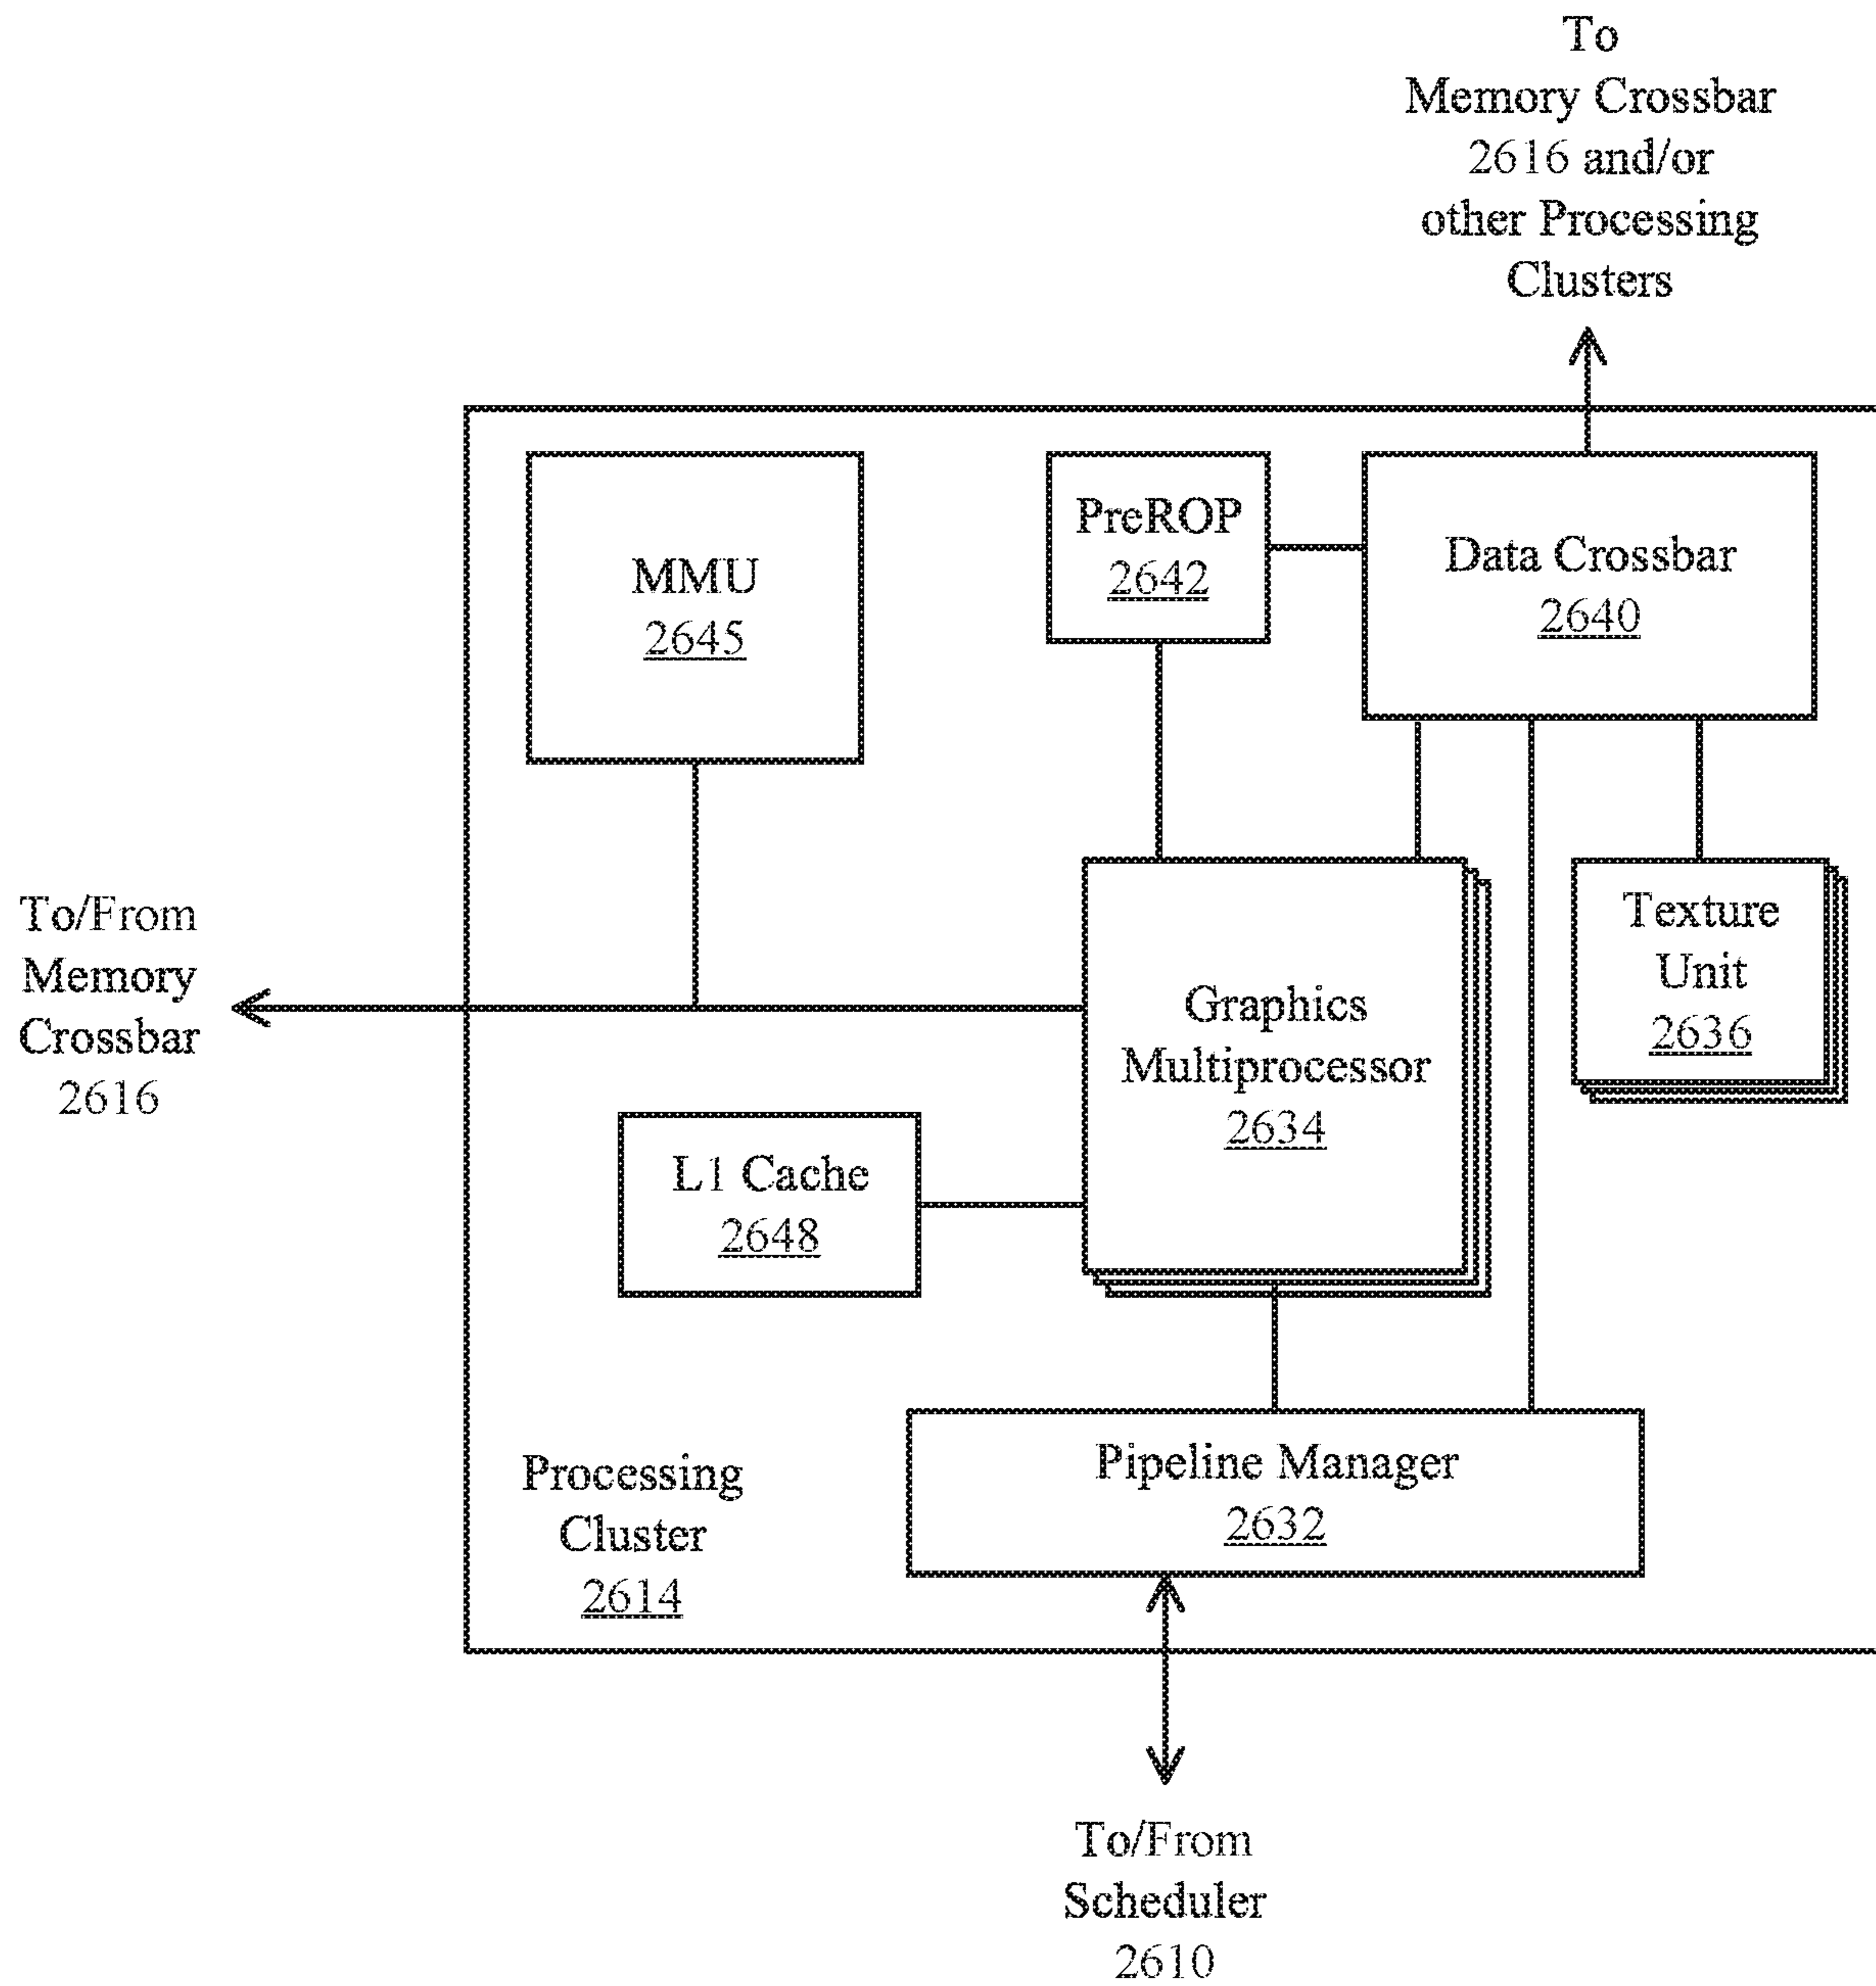 To
Memory Crossbar
2616 and/or
other Processing
Clusters
MMU
2645
PreROP
2642
Data Crossbar
2640
To/From
Memory
Crossbar
2616
Graphics
Multiprocessor
2634
Texture
Unit
2636
L1 Cache
2648
Processing
Cluster
2614
Pipeline Manager
2632
To/From
Scheduler
2610